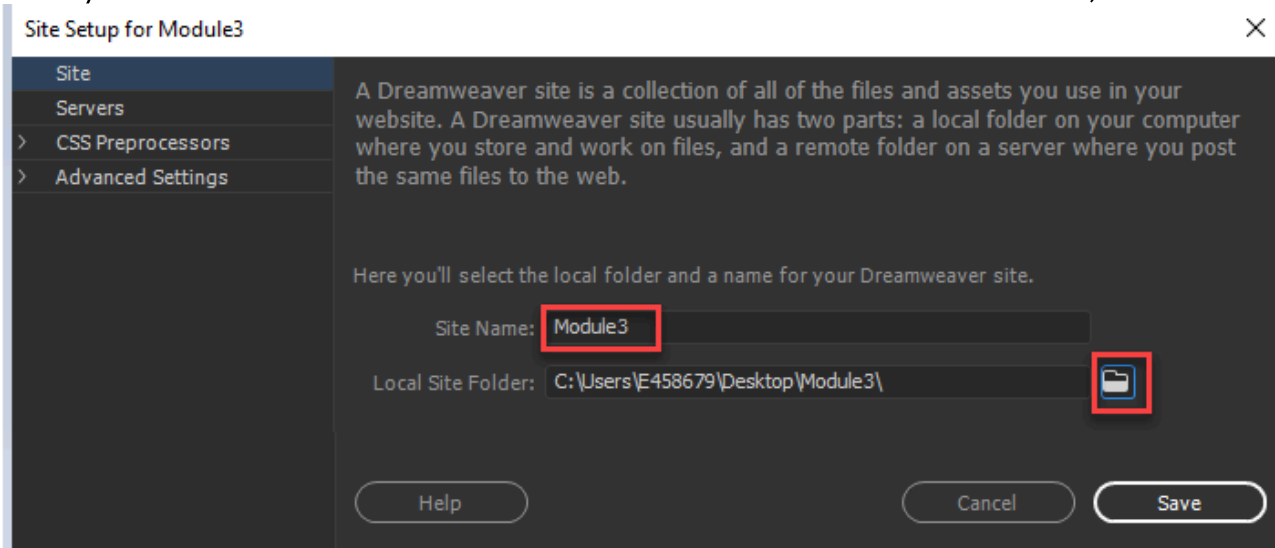 Site Setup for Module3
Site
Servers
CSS Preprocessors
Advanced Settings
A Dreamweaver site is a collection of all of the files and assets you use in your
website. A Dreamweaver site usually has two parts: a local folder on your computer
where you store and work on files, and a remote folder on a server where you post
the same files to the web.
Here you'll select the local folder and a name for your Dreamweaver site.
Site Name: Module3
Local Site Folder: C:\Users\E458679\Desktop\Module3\
Help Cancel Save